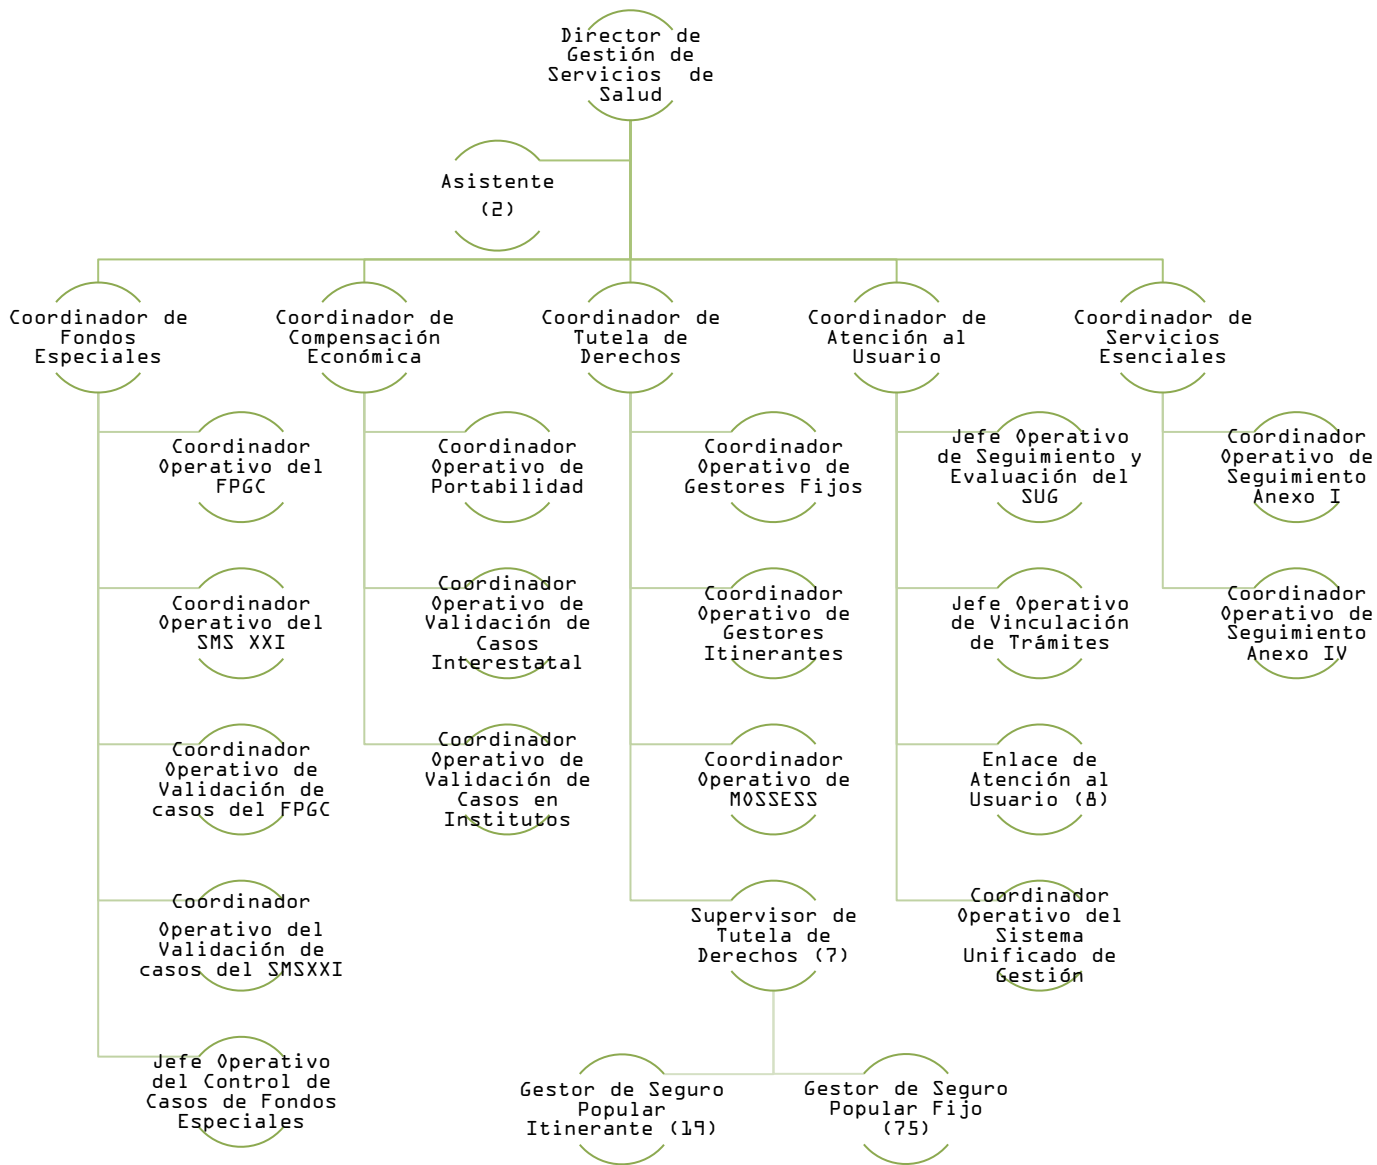 Director de
Gestión de
Servicios de
Salud
Asistente
(2)
Coordinador de
Fondos
Especiales
Coordinador de
Compensación
Económica
Coordinador de
Tutela de
Derechos
Coordinador de
Atención al
Usuario
Coordinador de
Servicios
Esenciales
Coordinador
Operativo del
FPGC
Coordinador
Operativo de
Portabilidad
Coordinador
Operativo de
Gestores Fijos
Jefe Operativo
de Seguimiento y
Evaluación del
SUG
Coordinador
Operativo de
Seguimiento
Anexo I
Coordinador
Operativo del
SMS XXI
Coordinador
Operativo de
Validación de
Casos
Interestatal
Coordinador
Operativo de
Gestores
Itinerantes
Jefe Operativo
de Vinculación
de Trámites
Coordinador
Operativo de
Seguimiento
Anexo IV
Coordinador
Operativo de
Validación de
casos del FPGC
Coordinador
Operativo de
Validación de
Casos en
Institutos
Coordinador
Operativo de
MOSSESS
Enlace de
Atención al
Usuario (8)
Coordinador
Operativo del
Validación de
casos del SMSXXI
Supervisor de
Tutela de
Derechos (7)
Coordinador
Operativo del
Sistema
Unificado de
Gestión
Jefe Operativo
del Control de
Casos de Fondos
Especiales
Gestor de Seguro
Popular
Itinerante (19)
Gestor de Seguro
Popular Fijo
(75)